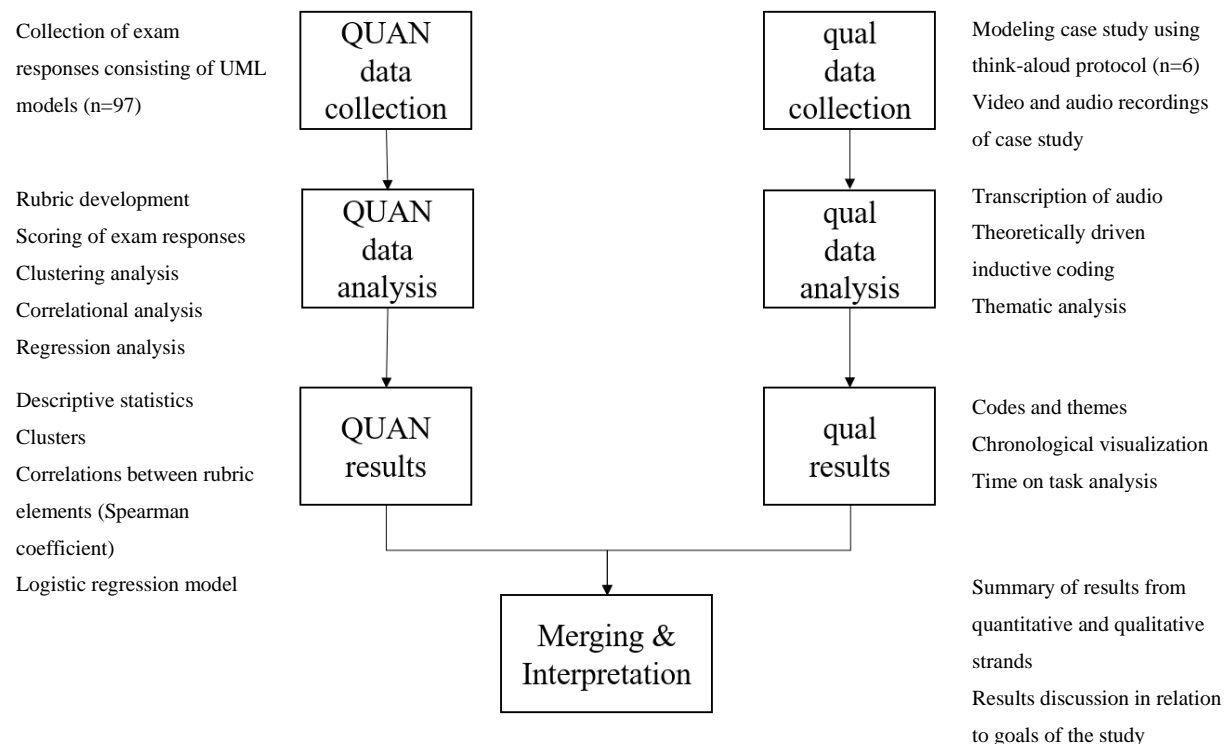 Collection of exam
responses consisting of UML
models (n=97)
QUAN
data
collection
qual
data
collection
Modeling case study using
think-aloud protocol (n=6)
Video and audio recordings
of case study
Rubric development
Scoring of exam responses
Clustering analysis
Correlational analysis
Regression analysis
QUAN
data
analysis
qual
data
analysis
Transcription of audio
Theoretically driven
inductive coding
Thematic analysis
Descriptive statistics
Clusters
Correlations between rubric
elements (Spearman
coefficient)
Logistic regression model
QUAN
results
qual
results
Codes and themes
Chronological visualization
Time on task analysis
Merging &
Interpretation
Summary of results from
quantitative and qualitative
strands
Results discussion in relation
to goals of the study